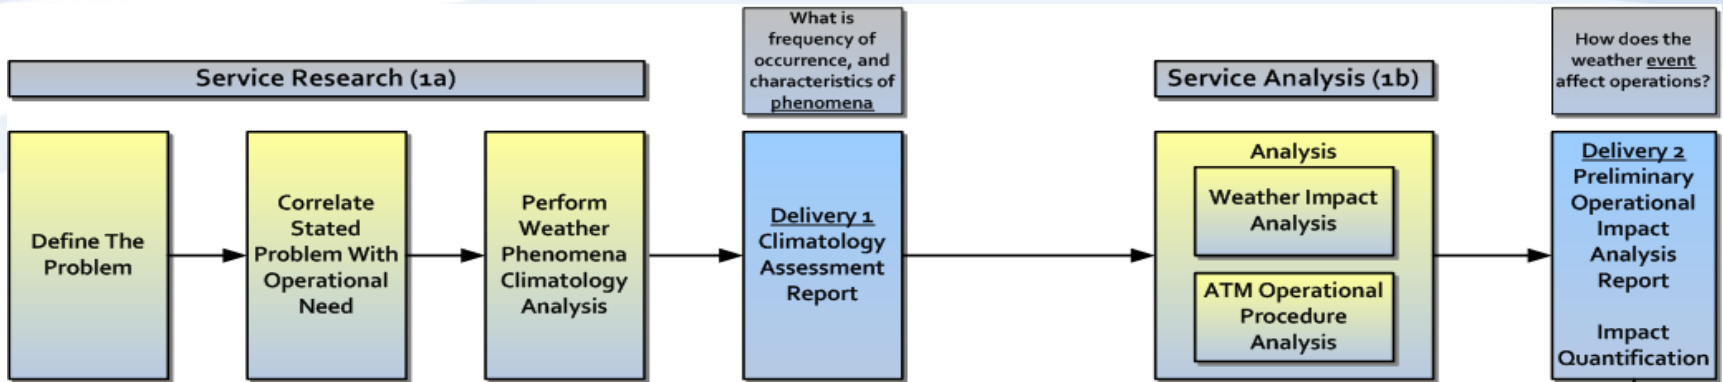 Service Research (1a)
What is
frequency of
occurrence, and
characteristics of
phenomena
Service Analysis (1b)
How does the
weather event
affect operations?
Define The
Problem
Correlate
Stated
Problem With
Operational
Need
Perform
Weather
Phenomena
Climatology
Analysis
Delivery 1
Climatology
Assessment
Report
Analysis
Weather Impact
Analysis
ATM Operational
Procedure
Analysis
Delivery 2
Preliminary
Operational
Impact
Analysis
Report
Impact
Quantification